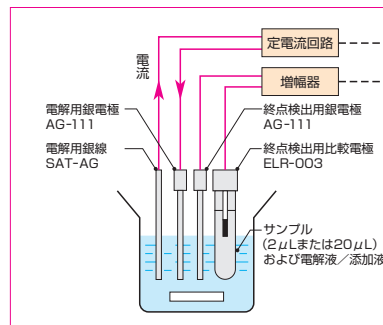 定電流回路
増幅器
電流
電解用銀電極
AG-111
電解用銀線
SAT-AG
終点検出用銀電極
AG-111
終点検出用比較電極
ELR-003
サンプル
(2μLまたは20μL)
および電解液/添加液